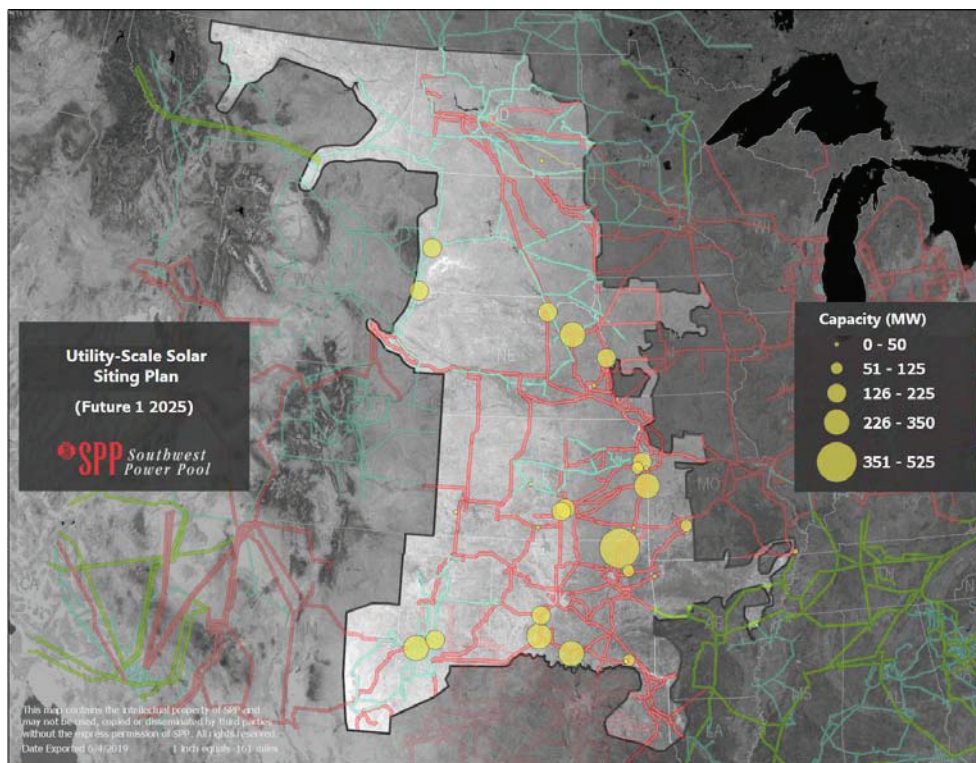 Utility-Scale Solar
Siting Plan
(Future 1 2025)
SPP Southwest
Power Pool
Capacity (MW)
0 - 50
51 - 125
126 - 225
226 - 350
351 - 525
WI
NE
MO
CA
LA
This map contains the intellectual property of SPP and
may not be used, copied or disseminated by third parties
without the express permission of SPP. All rights reserved.
Date Exported 6/4/2019 1 inch equals 161 miles